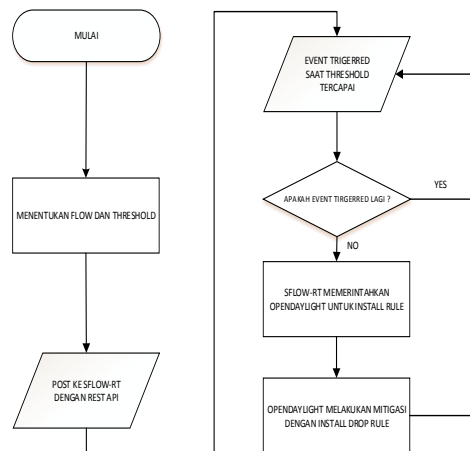 MULAI
MENENTUKAN FLOW DAN THRESHOLD
POST KE SFLOW-RT
DENGAN REST API
EVENT TRIGERRED
SAAT THRESHOLD
TERCAPAI
APAKAH EVENT TIRGERRED LAGI ?
YES
NO
SFLOW-RT MEMERINTAHKAN
OPENDAYLIGHT UNTUK INSTALL RULE
OPENDAYLIGHT MELAKUKAN MITIGASI
DENGAN INSTALL DROP RULE